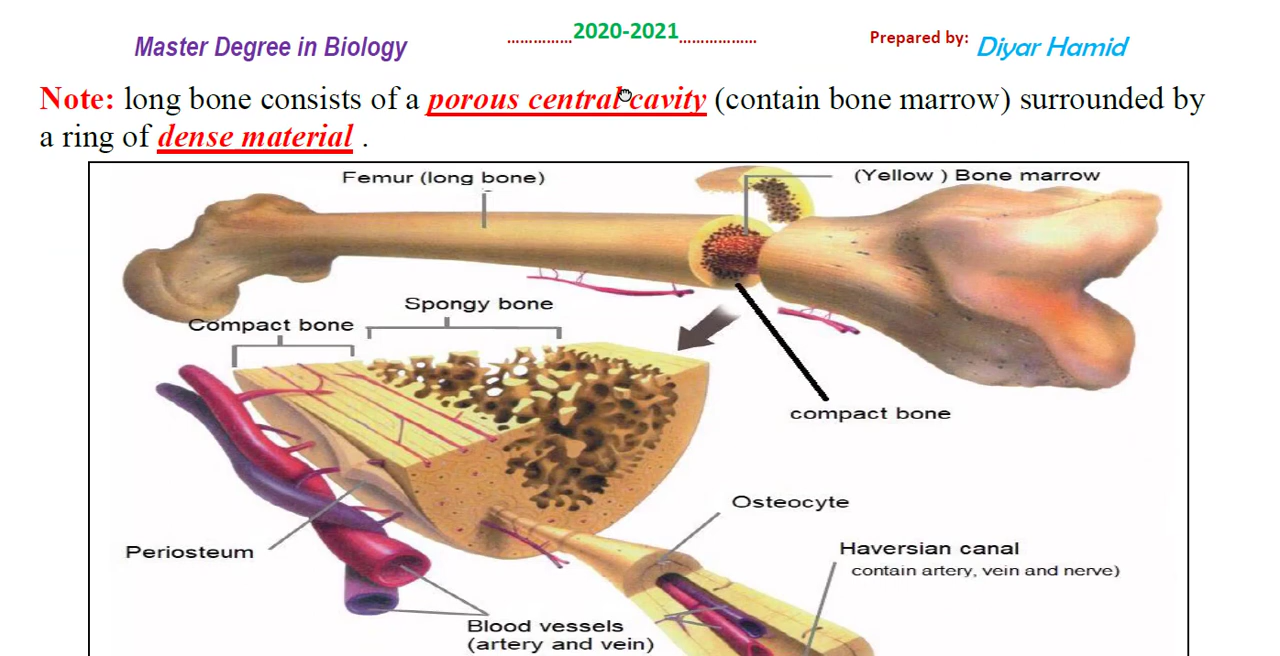 Master Degree in Biology ..............2020-2021................. Prepared by: Diyar Hamid
Note: long bone consists of a porous central cavity (contain bone marrow) surrounded by
a ring of dense material .
Femur (long bone)
(Yellow ) Bone marrow
Spongy bone
Compact bone
compact bone
Osteocyte
Periosteum
Haversian canal
contain artery, vein and nerve)
Blood vessels
(artery and vein)